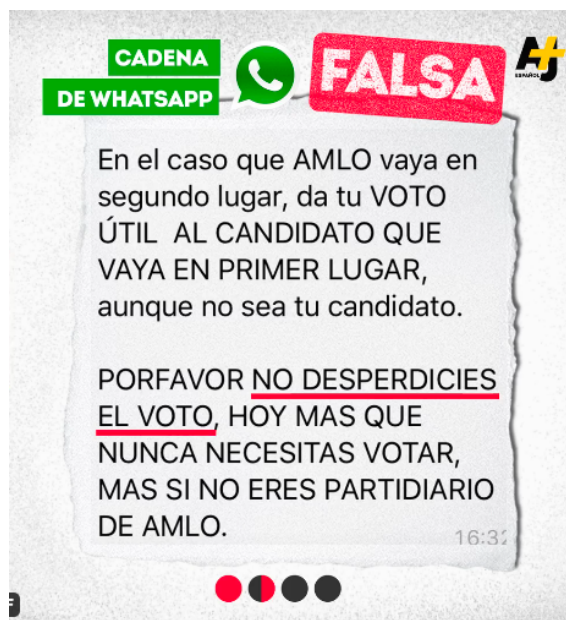 CADENA
DE WHATSAPP
FALSA
AJ+
ESPAÑOL
En el caso que AMLO vaya en
segundo lugar, da tu VOTO
ÚTIL AL CANDIDATO QUE
VAYA EN PRIMER LUGAR,
aunque no sea tu candidato.
PORFAVOR NO DESPERDICIES
EL VOTO, HOY MAS QUE
NUNCA NECESITAS VOTAR,
MAS SI NO ERES PARTIDIARIO
DE AMLO.
16:32